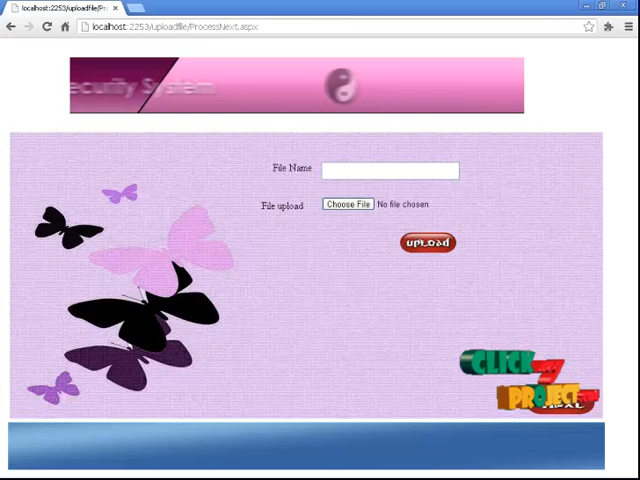 localhost:2253/uploadfile/Pr
localhost:2253/uploadfile/ProcessNext.aspx
ecurity System
File Name
File upload
Choose File No file chosen
UPLOAD
CLICK
PROJECT